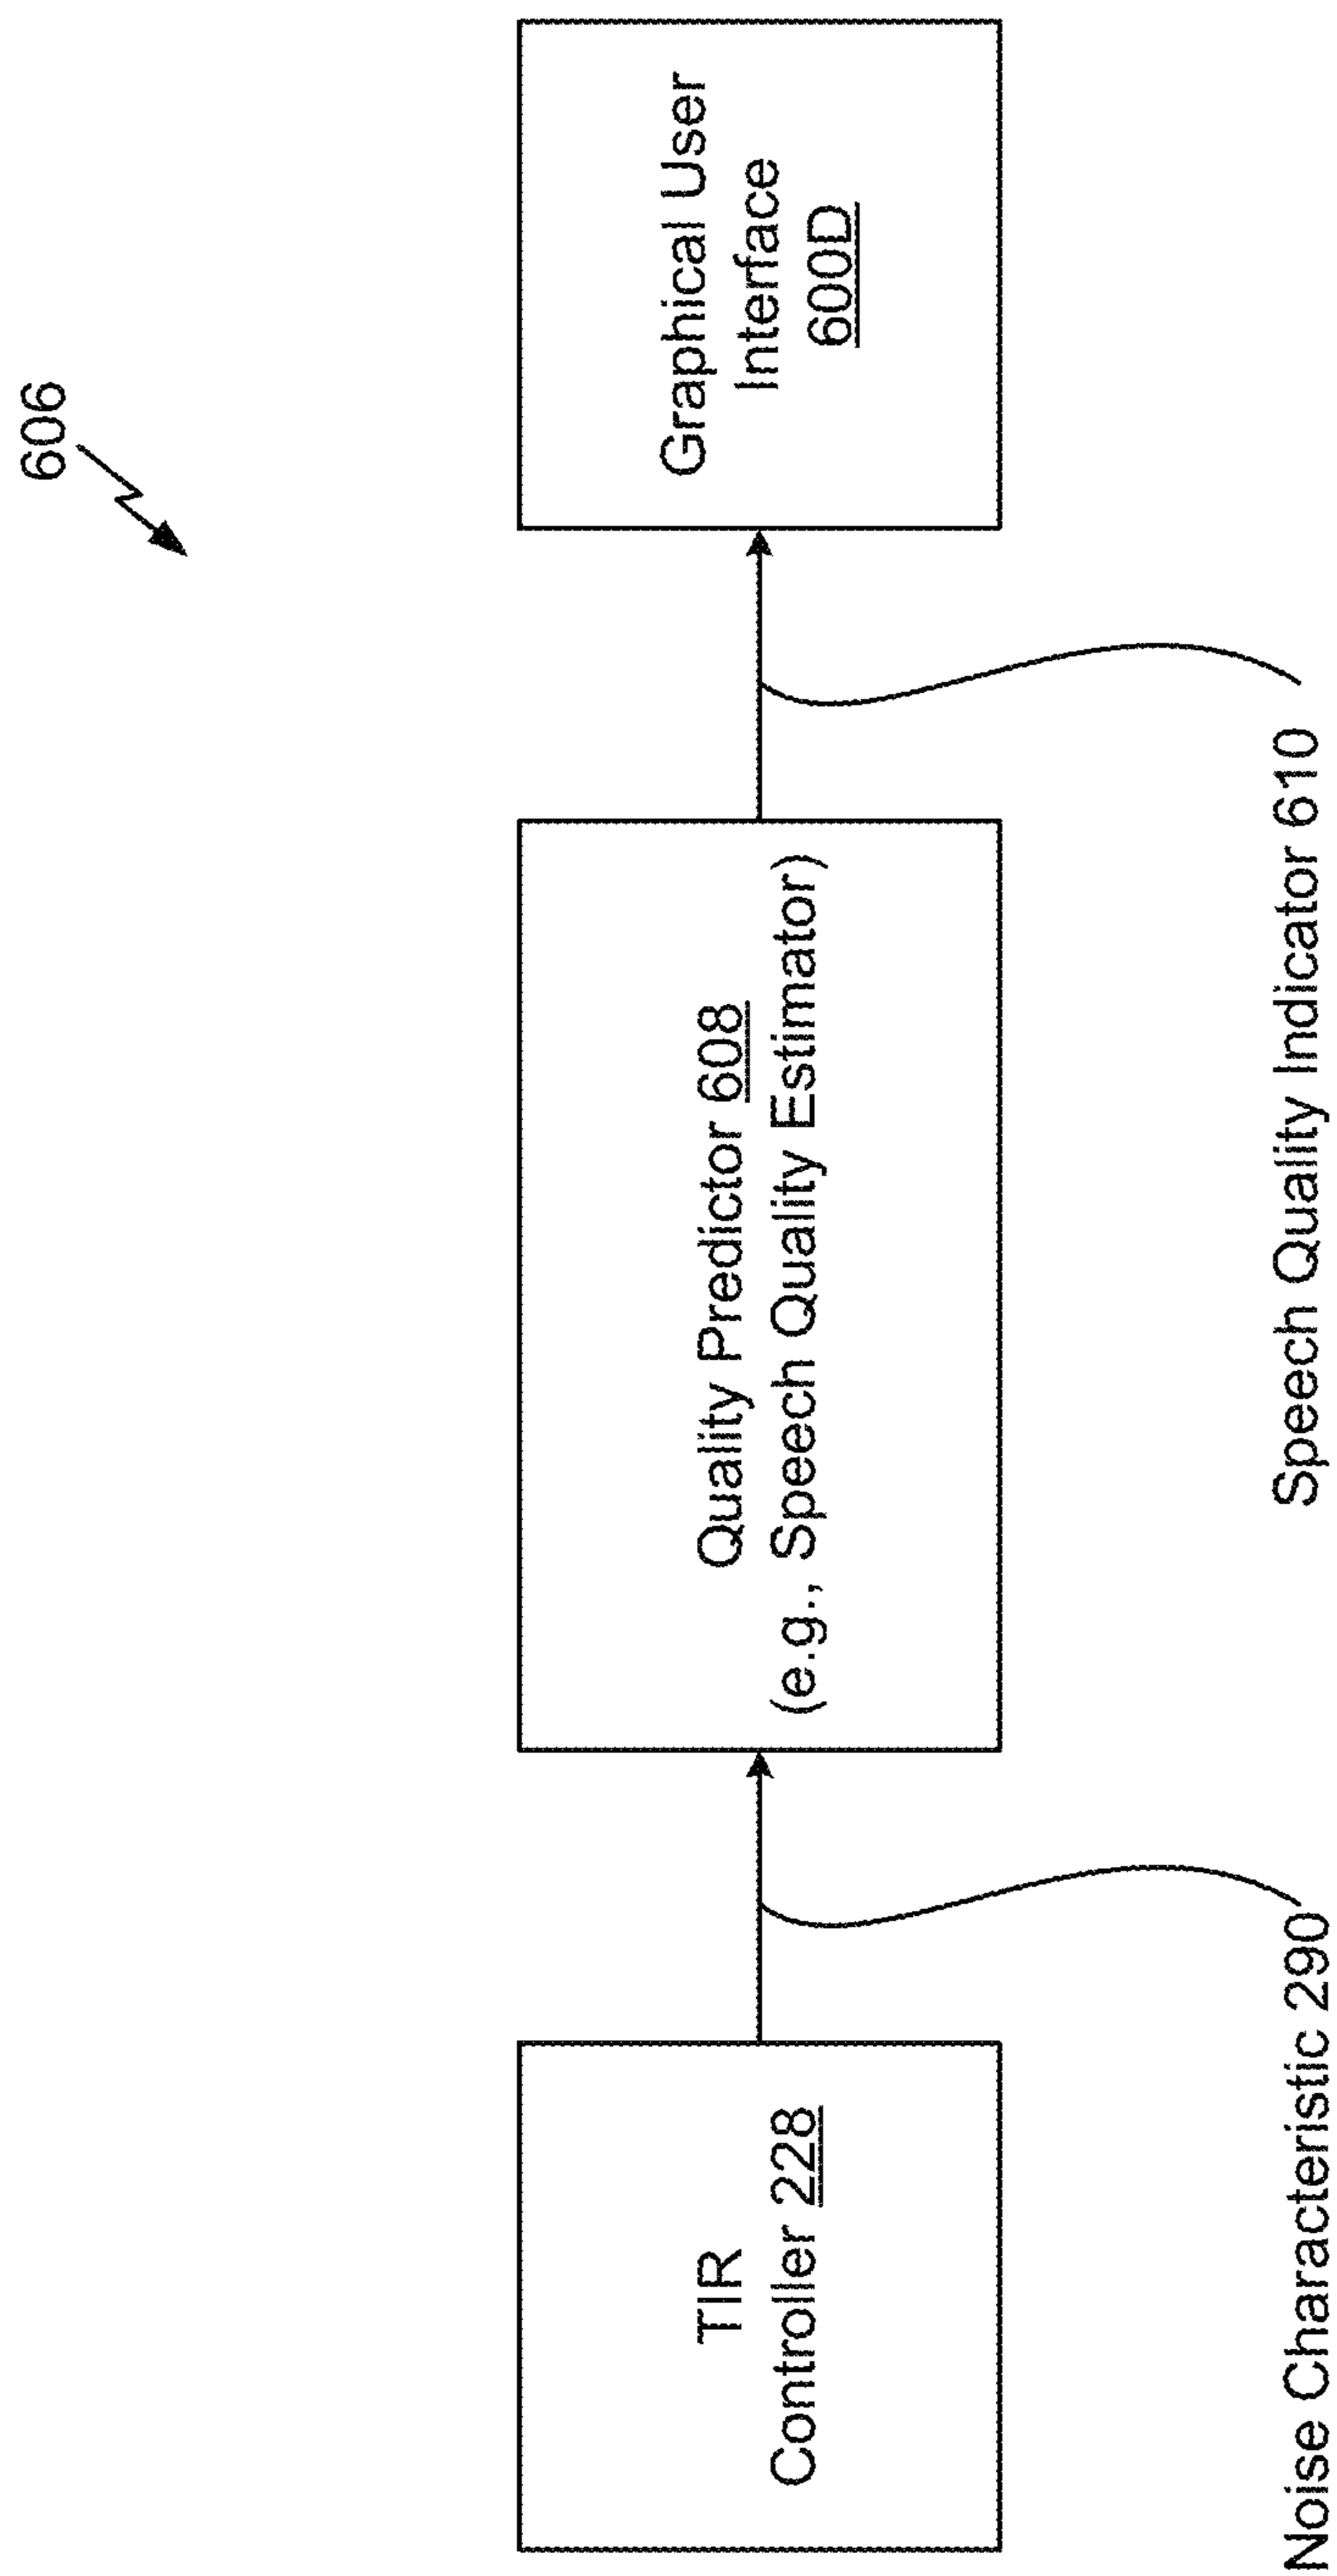 606
TIR
Controller 228
Quality Predictor 608
(e.g., Speech Quality Estimator)
Graphical User
Interface
600D
Noise Characteristic 290
Speech Quality Indicator 610